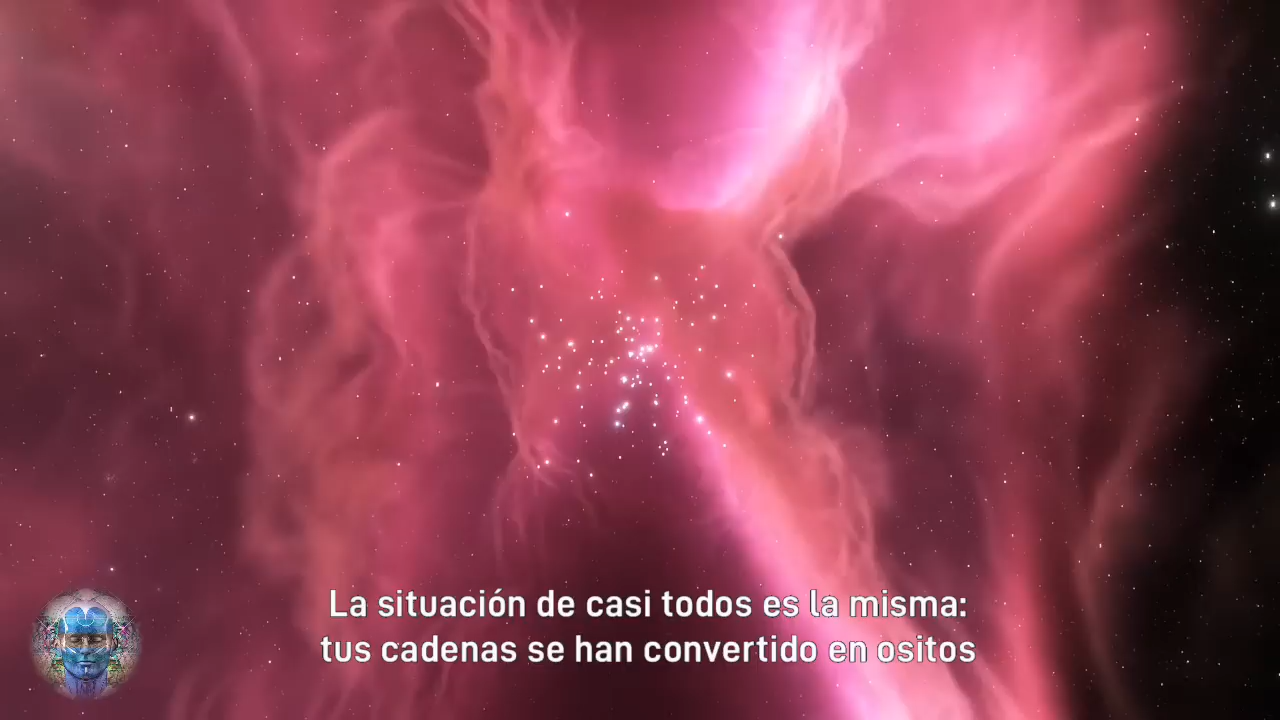 La situación de casi todos es la misma:
tus cadenas se han convertido en ositos